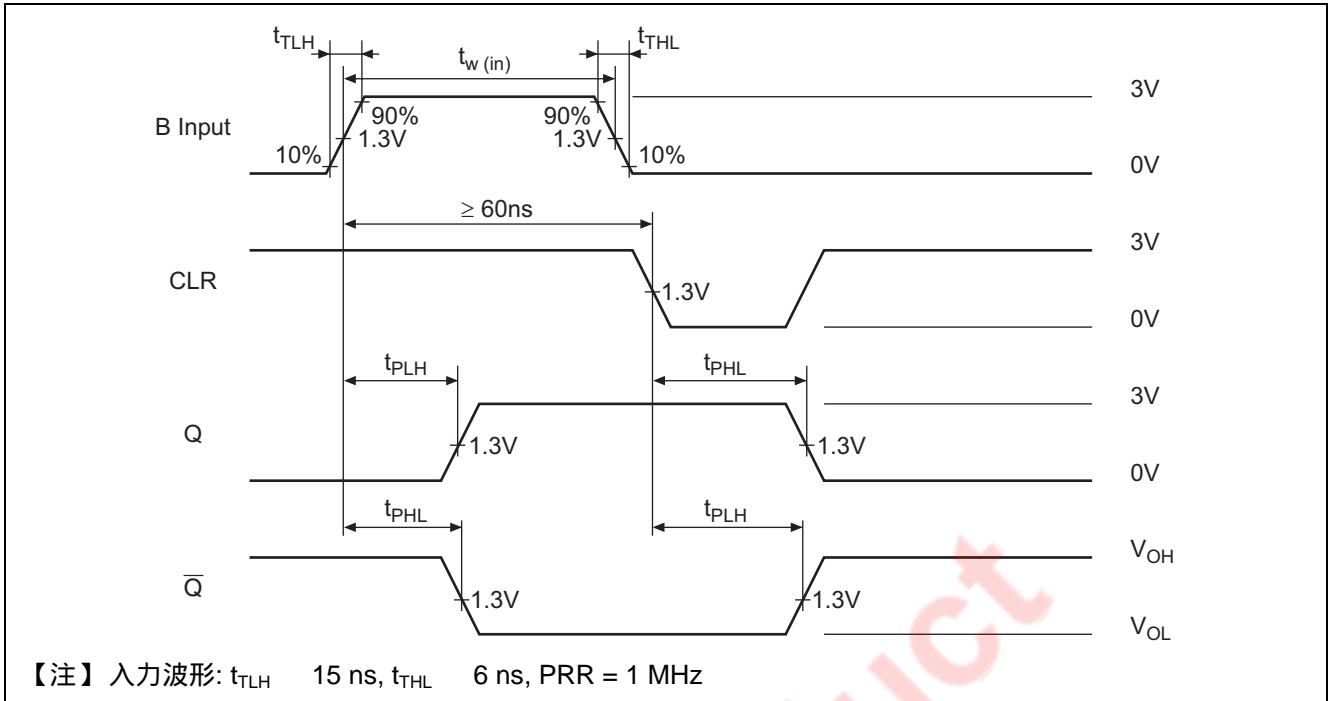 tTLH
tTHL
tw (in)
3V
B Input
90%
90%
1.3V
1.3V
10%
10%
0V
≥ 60ns
3V
CLR
1.3V
0V
tPLH
tPHL
3V
Q
1.3V
1.3V
0V
tPHL
tPLH
VOH
Q̅
1.3V
1.3V
VOL
【注】入力波形: tTLH 15 ns, tTHL 6 ns, PRR = 1 MHz